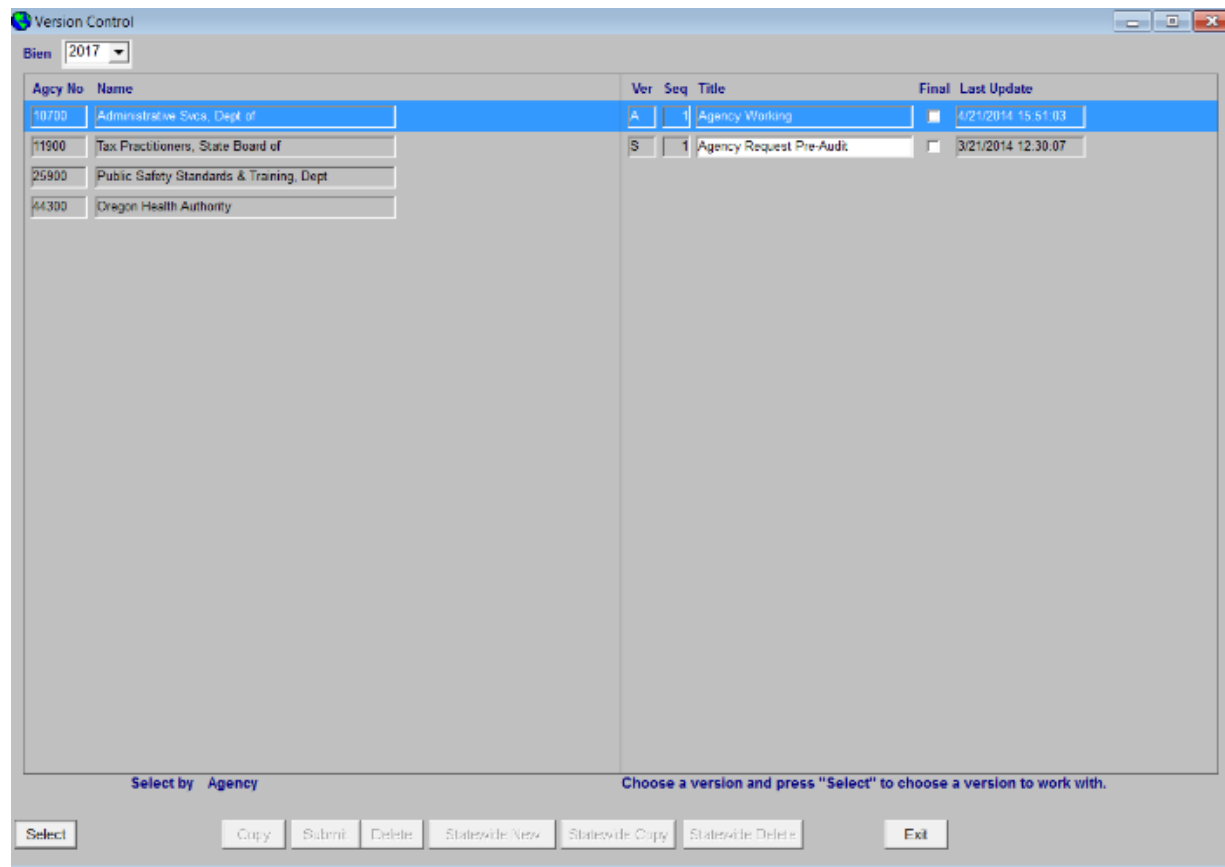 Version Control
Bien 2017
Agcy No Name Ver Seq Title Final Last Update
10700 Administrative Svcs, Dept of A 1 Agency Working 4/21/2014 15:51:03
11900 Tax Practitioners, State Board of S 1 Agency Request Pre-Audit 3/21/2014 12:30:07
25900 Public Safety Standards & Training, Dept
44300 Oregon Health Authority
Select by Agency Choose a version and press "Select" to choose a version to work with.
Select Copy Submit Delete Statewide New Statewide Copy Statewide Delete Exit